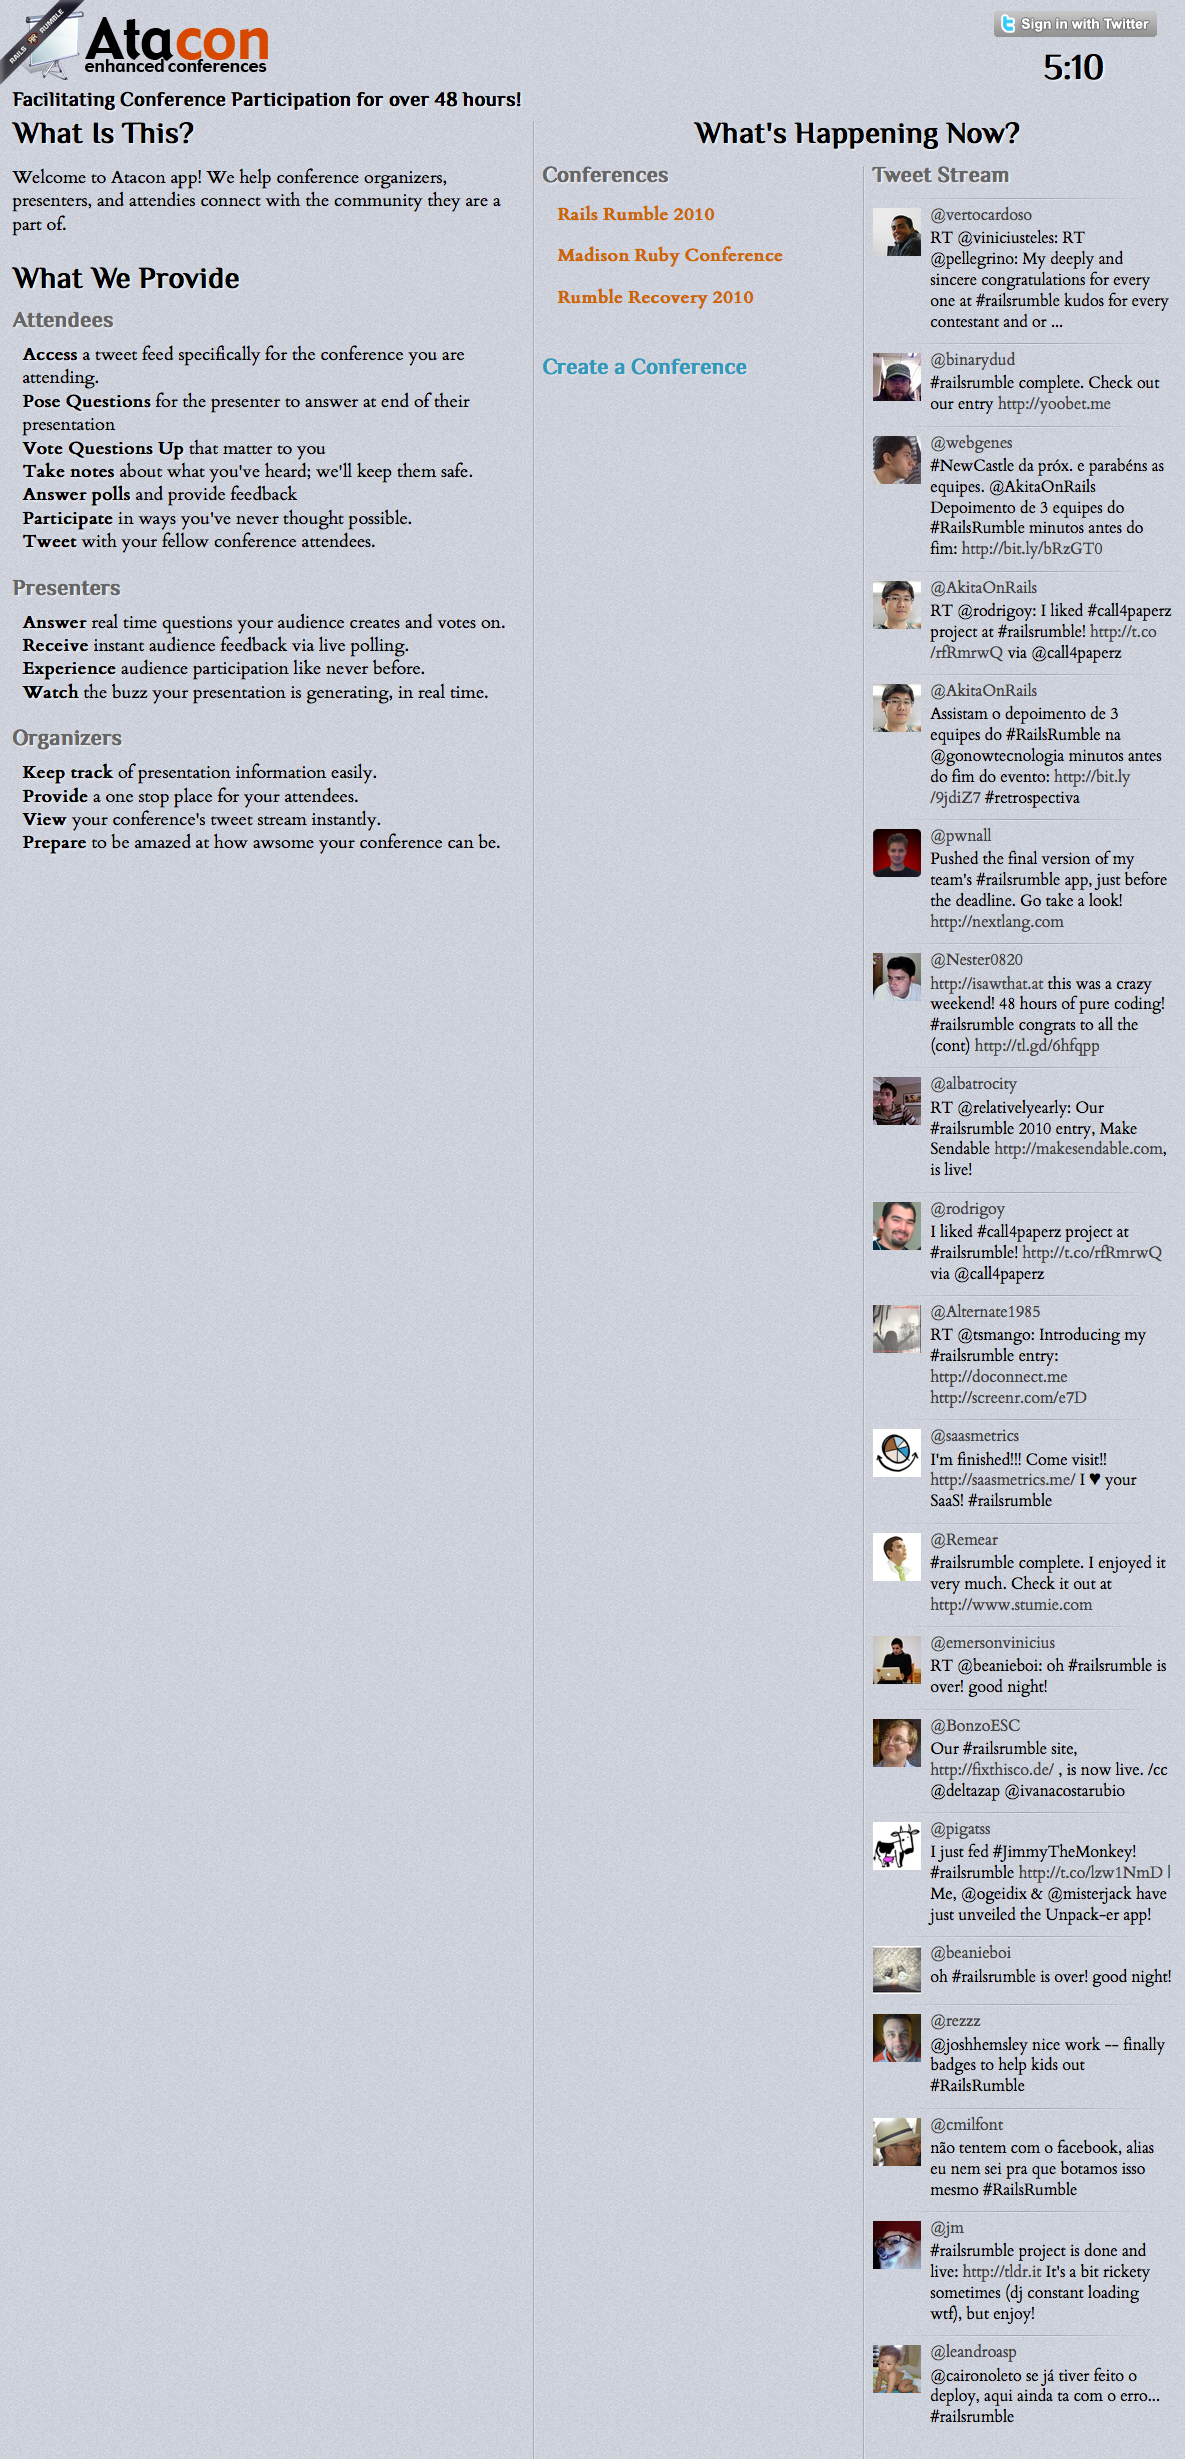 RAILS RR RUMBLE
Atacon
enhanced conferences
Sign in with Twitter
5:10
Facilitating Conference Participation for over 48 hours!
What Is This?
Welcome to Atacon app! We help conference organizers,
presenters, and attendies connect with the community they are a
part of.
What We Provide
Attendees
Access a tweet feed specifically for the conference you are
attending.
Pose Questions for the presenter to answer at end of their
presentation
Vote Questions Up that matter to you
Take notes about what you've heard; we'll keep them safe.
Answer polls and provide feedback
Participate in ways you've never thought possible.
Tweet with your fellow conference attendees.
Presenters
Answer real time questions your audience creates and votes on.
Receive instant audience feedback via live polling.
Experience audience participation like never before.
Watch the buzz your presentation is generating, in real time.
Organizers
Keep track of presentation information easily.
Provide a one stop place for your attendees.
View your conference's tweet stream instantly.
Prepare to be amazed at how awsome your conference can be.
What's Happening Now?
Conferences
Rails Rumble 2010
Madison Ruby Conference
Rumble Recovery 2010
Create a Conference
Tweet Stream
@vertocardoso
RT @viniciusteles: RT
@pellegrino: My deeply and
sincere congratulations for every
one at #railsrumble kudos for every
contestant and or ...
@binarydud
#railsrumble complete. Check out
our entry http://yoobet.me
@webgenes
#NewCastle da próx. e parabéns as
equipes. @AkitaOnRails
Depoimento de 3 equipes do
#RailsRumble minutos antes do
fim: http://bit.ly/bRzGT0
@AkitaOnRails
RT @rodrigoy: I liked #call4paperz
project at #railsrumble! http://t.co
/rfRmrwQ via @call4paperz
@AkitaOnRails
Assistam o depoimento de 3
equipes do #RailsRumble na
@gonowtecnologia minutos antes
do fim do evento: http://bit.ly
/9jdiZ7 #retrospectiva
@pwnall
Pushed the final version of my
team's #railsrumble app, just before
the deadline. Go take a look!
http://nextlang.com
@Nester0820
http://isawthat.at this was a crazy
weekend! 48 hours of pure coding!
#railsrumble congrats to all the
(cont) http://tl.gd/6hfqpp
@albatrocity
RT @relativelyearly: Our
#railsrumble 2010 entry, Make
Sendable http://makesendable.com,
is live!
@rodrigoy
I liked #call4paperz project at
#railsrumble! http://t.co/rfRmrwQ
via @call4paperz
@Alternate1985
RT @tsmango: Introducing my
#railsrumble entry:
http://doconnect.me
http://screenr.com/e7D
@saasmetrics
I'm finished!!! Come visit!!
http://saasmetrics.me/ I ♥ your
SaaS! #railsrumble
@Remear
#railsrumble complete. I enjoyed it
very much. Check it out at
http://www.stumie.com
@emersonvinicius
RT @beanieboi: oh #railsrumble is
over! good night!
@BonzoESC
Our #railsrumble site,
http://fixthisco.de/ , is now live. /cc
@deltazap @ivanacostarubio
@pigatss
I just fed #JimmyTheMonkey!
#railsrumble http://t.co/lzw1NmD |
Me, @ogeidix & @misterjack have
just unveiled the Unpack-er app!
@beanieboi
oh #railsrumble is over! good night!
@rezzz
@joshhemsley nice work -- finally
badges to help kids out
#RailsRumble
@cmilfont
não tentem com o facebook, alias
eu nem sei pra que botamos isso
mesmo #RailsRumble
@jm
#railsrumble project is done and
live: http://tldr.it It's a bit rickety
sometimes (dj constant loading
wtf), but enjoy!
@leandroasp
@caironoleto se já tiver feito o
deploy, aqui ainda ta com o erro...
#railsrumble